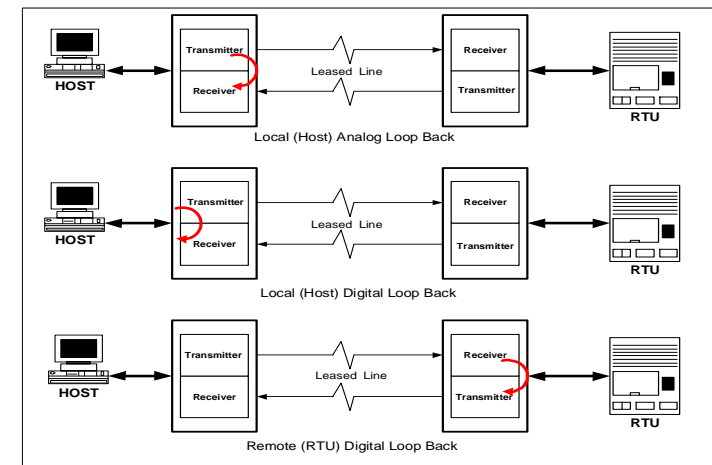 Transmitter
Receiver
HOST
Leased Line
Receiver
Transmitter
RTU
Local (Host) Analog Loop Back
Transmitter
Receiver
HOST
Leased Line
Receiver
Transmitter
RTU
Local (Host) Digital Loop Back
Transmitter
Receiver
HOST
Leased Line
Receiver
Transmitter
RTU
Remote (RTU) Digital Loop Back